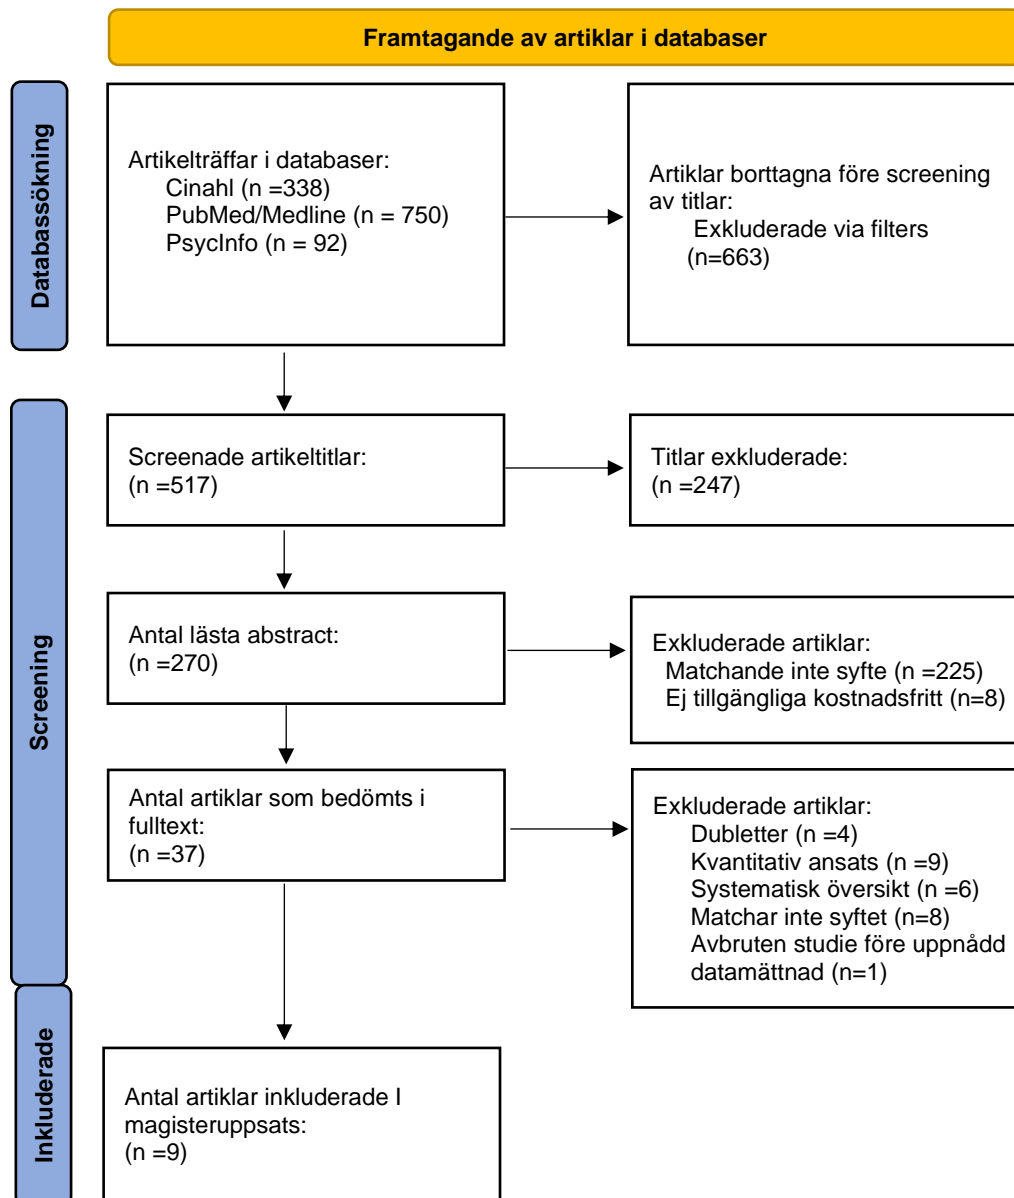 Framtagande av artiklar i databaser
Databassökning
Artikelträffar i databaser:
Cinahl (n =338)
PubMed/Medline (n = 750)
PsycInfo (n = 92)
Artiklar borttagna före screening
av titlar:
Exkluderade via filters
(n=663)
Screening
Screenade artikeltitlar:
(n =517)
Titlar exkluderade:
(n =247)
Antal lästa abstract:
(n =270)
Exkluderade artiklar:
Matchande inte syfte (n =225)
Ej tillgängliga kostnadsfritt (n=8)
Antal artiklar som bedömts i
fulltext:
(n =37)
Exkluderade artiklar:
Dubletter (n =4)
Kvantitativ ansats (n =9)
Systematisk översikt (n =6)
Matchar inte syftet (n=8)
Avbruten studie före uppnådd
datamättnad (n=1)
Inkluderade
Antal artiklar inkluderade I
magisteruppsats:
(n =9)